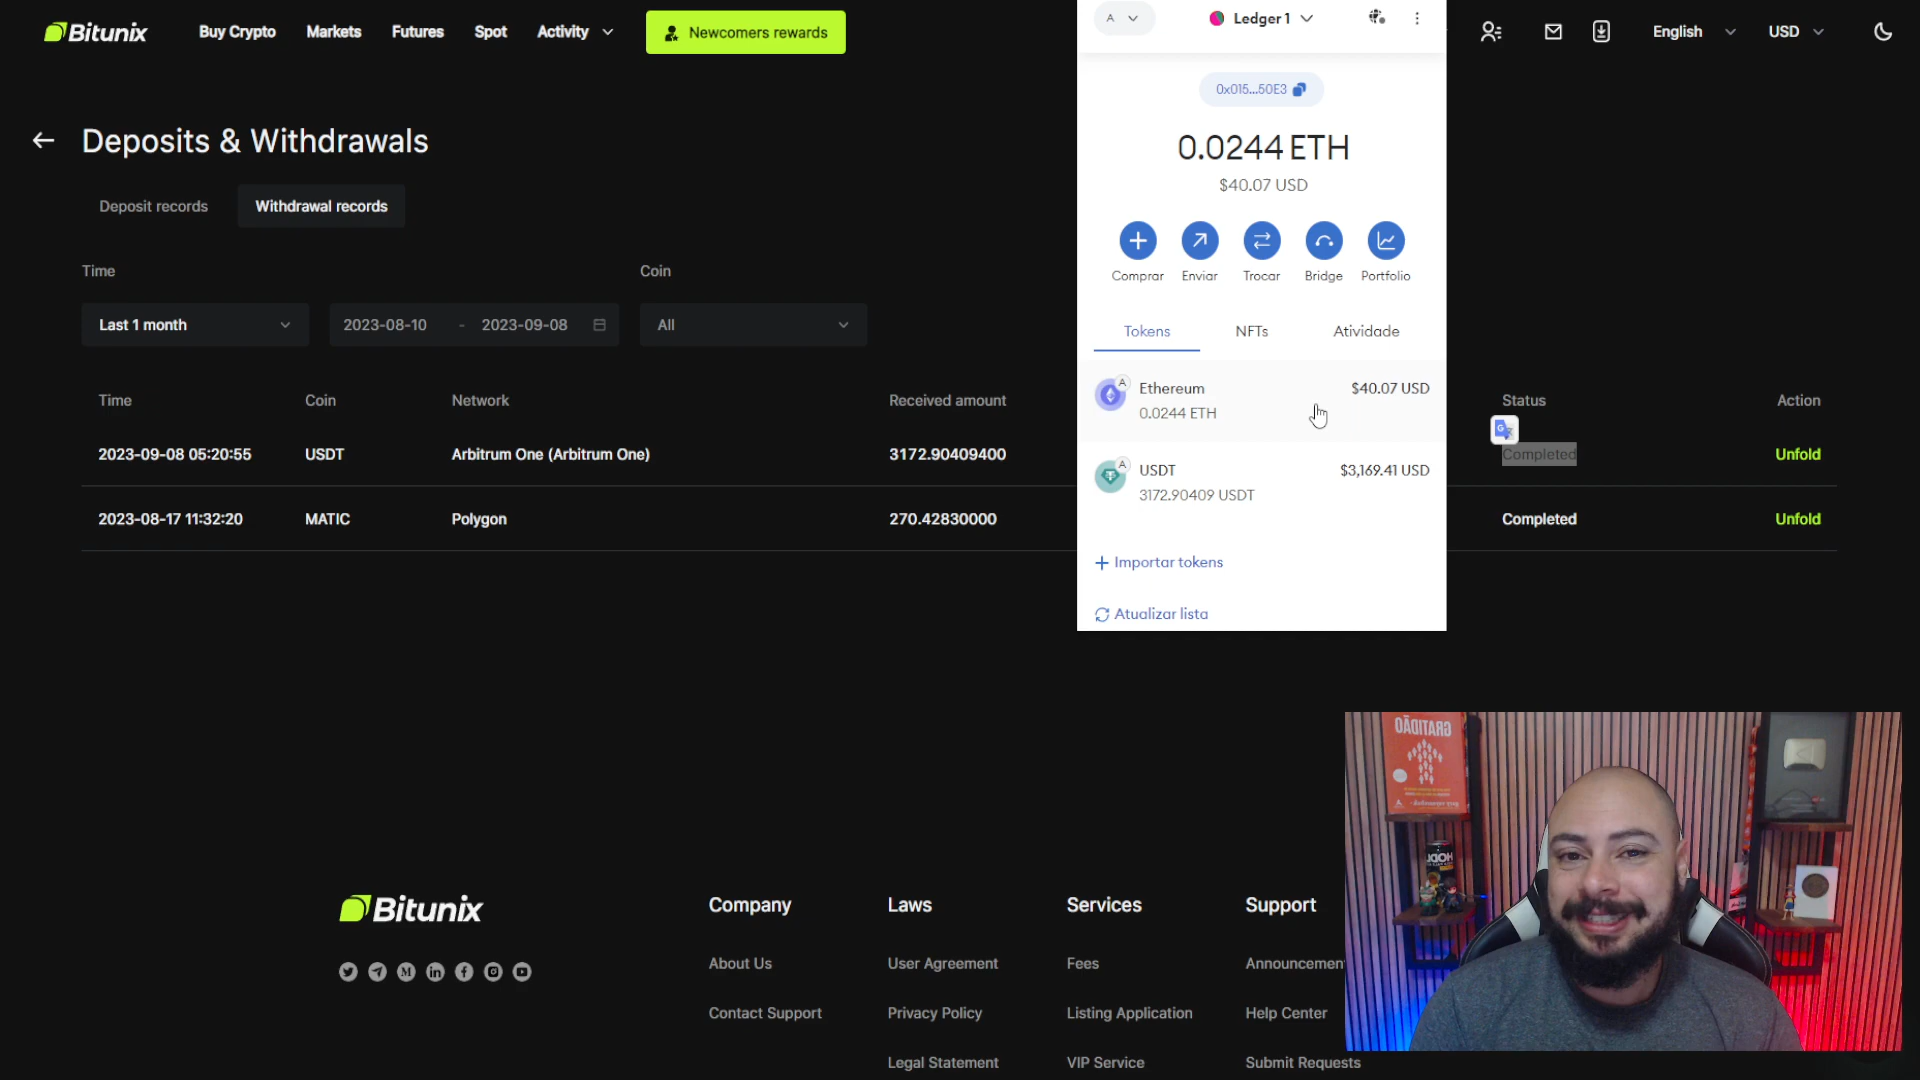 Bitunix
Buy Crypto
Markets
Futures
Spot
Activity
Newcomers rewards
A
Ledger 1
English
USD
Deposits & Withdrawals
0x015...50E3
0.0244 ETH
$40.07 USD
Deposit records
Withdrawal records
Comprar
Enviar
Trocar
Bridge
Portfolio
Time
Coin
Last 1 month
2023-08-10 - 2023-09-08
All
Tokens
NFTs
Atividade
A
Ethereum
$40.07 USD
0.0244 ETH
A
USDT
$3,169.41 USD
3172.90409 USDT
+ Importar tokens
Atualizar lista
Time
Coin
Network
Received amount
Status
Action
2023-09-08 05:20:55
USDT
Arbitrum One (Arbitrum One)
3172.90409400
Completed
Unfold
2023-08-17 11:32:20
MATIC
Polygon
270.42830000
Completed
Unfold
Bitunix
Company
About Us
Contact Support
Laws
User Agreement
Privacy Policy
Legal Statement
Services
Fees
Listing Application
VIP Service
Support
Announcemen
Help Center
Submit Requests
GRATIDÃO
HODL